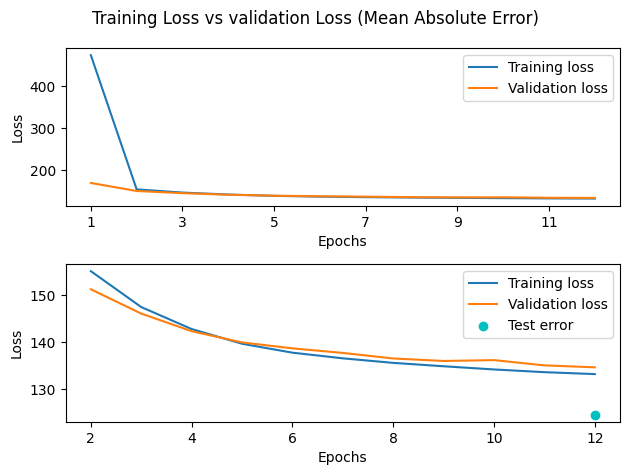 Training Loss vs validation Loss (Mean Absolute Error)
Training loss
Validation loss
400
300
200
Loss
1 3 5 7 9 11
Epochs
Training loss
Validation loss
Test error
150
140
130
Loss
2 4 6 8 10 12
Epochs